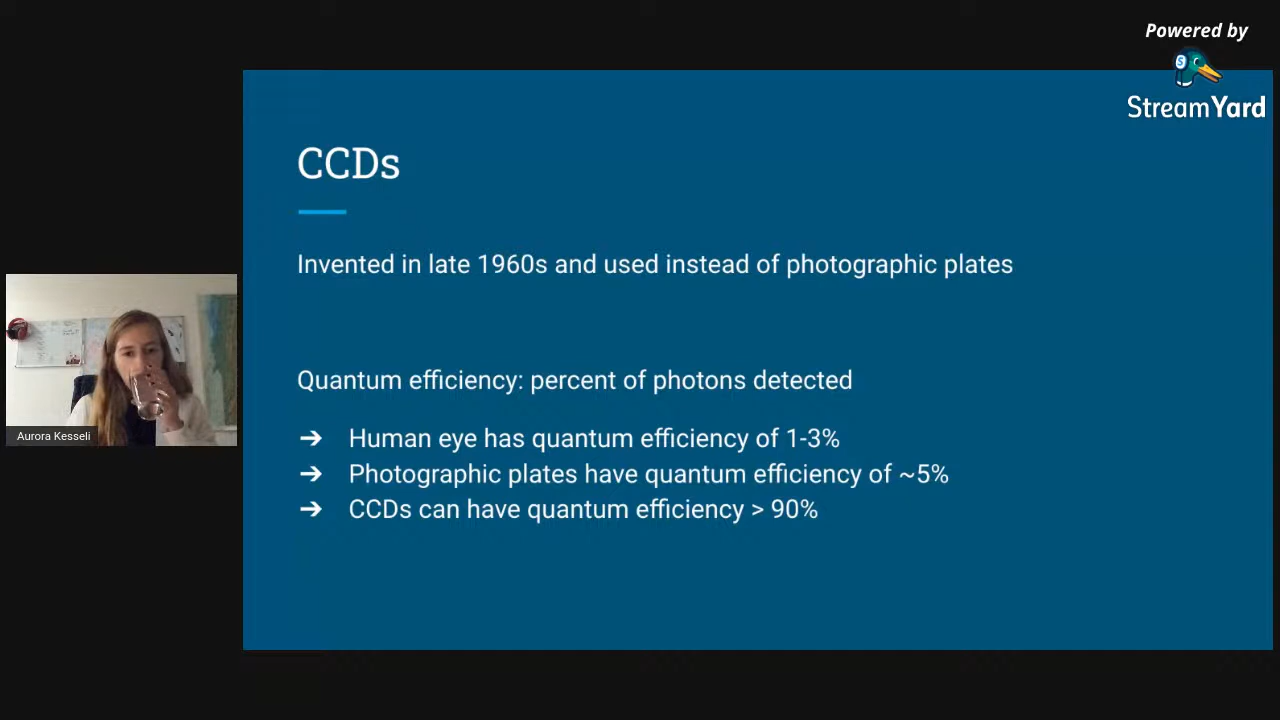 Powered by
StreamYard
CCDs
Invented in late 1960s and used instead of photographic plates
Quantum efficiency: percent of photons detected
➔ Human eye has quantum efficiency of 1-3%
➔ Photographic plates have quantum efficiency of ~5%
➔ CCDs can have quantum efficiency > 90%
Aurora Kesseli